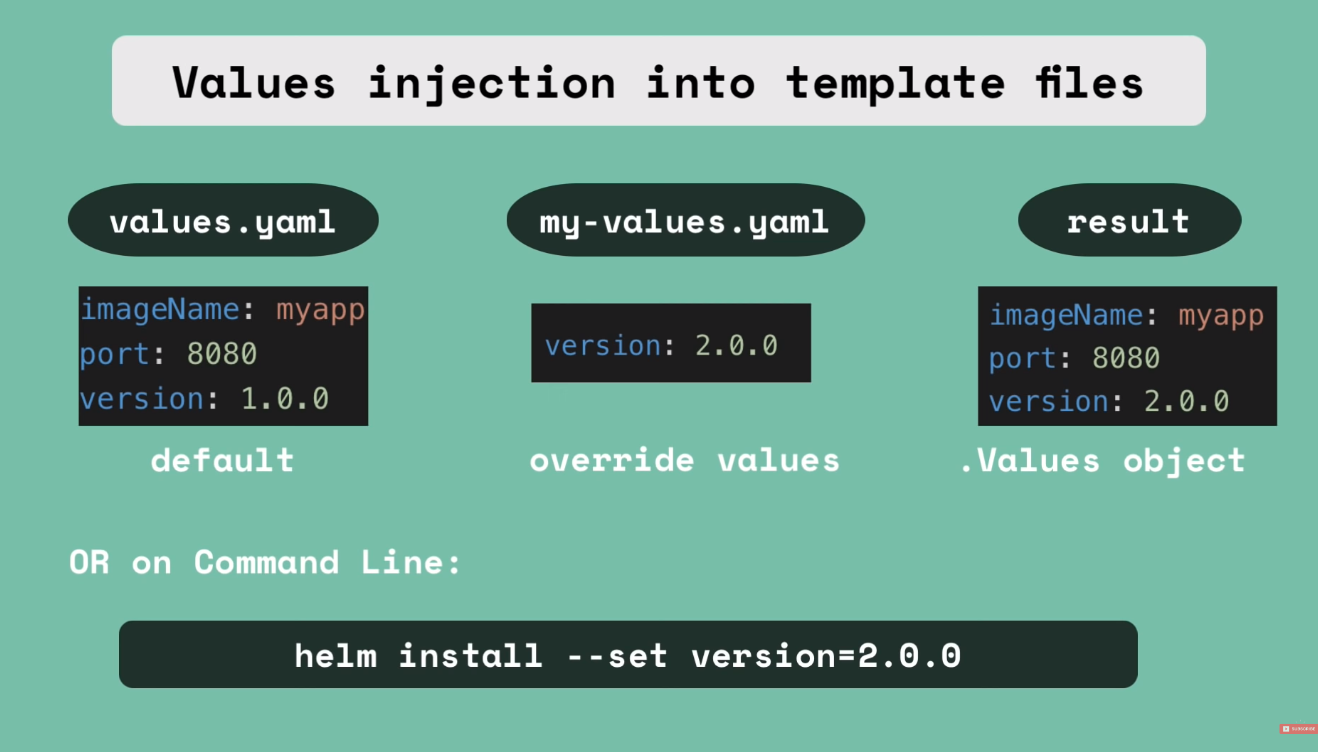 Values injection into template files
values.yaml
my-values.yaml
result
imageName: myapp
port: 8080
version: 1.0.0
version: 2.0.0
imageName: myapp
port: 8080
version: 2.0.0
default
override values
.Values object
OR on Command Line:
helm install --set version=2.0.0